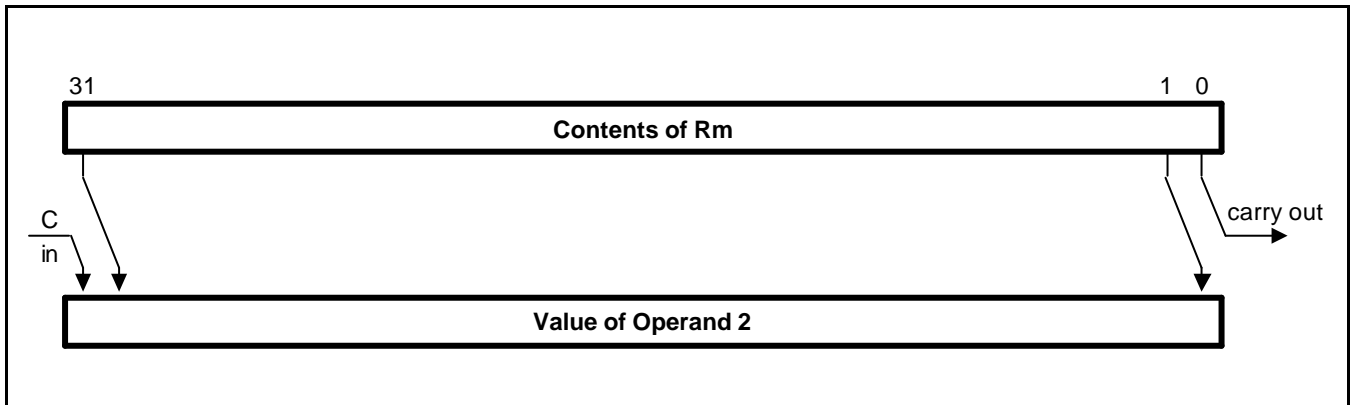 31 1 0
Contents of Rm
C
in
carry out
Value of Operand 2